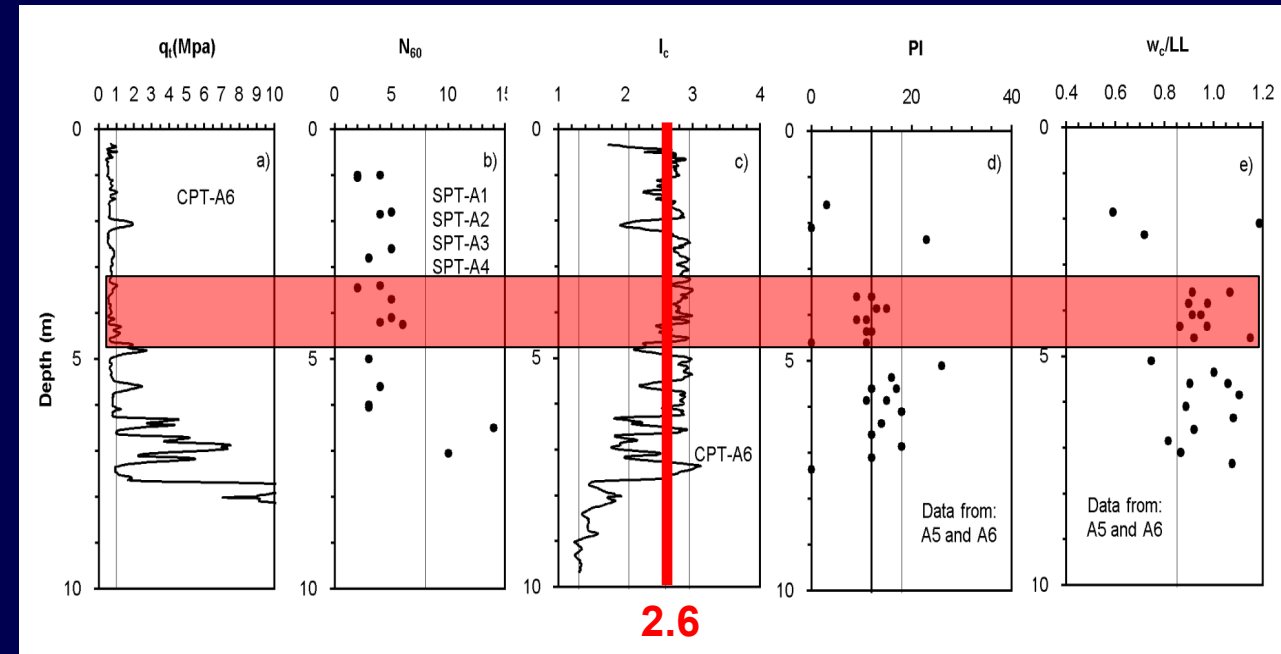 qt(Mpa)
N60
Ic
PI
wc/LL
0 1 2 3 4 5 6 7 8 9 10
0 5 10
1 2 3 4
0 20 40
0.4 0.6 0.8 1.0 1.2
0
0
0
0
0
a)
b)
c)
d)
e)
CPT-A6
SPT-A1
SPT-A2
SPT-A3
SPT-A4
Depth (m)
5
5
5
5
5
CPT-A6
Data from:
A5 and A6
Data from:
A5 and A6
10
10
10
10
10
2.6